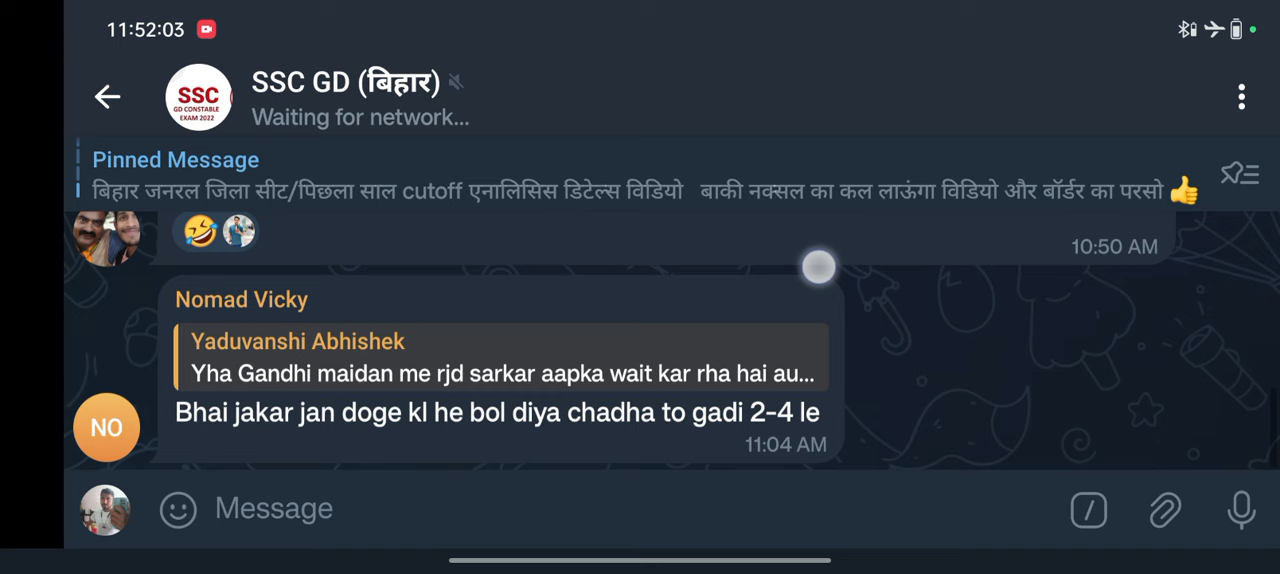 11:52:03
SSC GD (बिहार)
SSC
GD CONSTABLE
EXAM 2022
Waiting for network...
Pinned Message
बिहार जनरल जिला सीट/पिछला साल cutoff एनालिसिस डिटेल्स विडियो बाकी नक्सल का कल लाऊंगा विडियो और बॉर्डर का परसो 👍
🤣
10:50 AM
Nomad Vicky
Yaduvanshi Abhishek
Yha Gandhi maidan me rjd sarkar aapka wait kar rha hai au...
Bhai jakar jan doge kl he bol diya chadha to gadi 2-4 le
11:04 AM
NO
Message